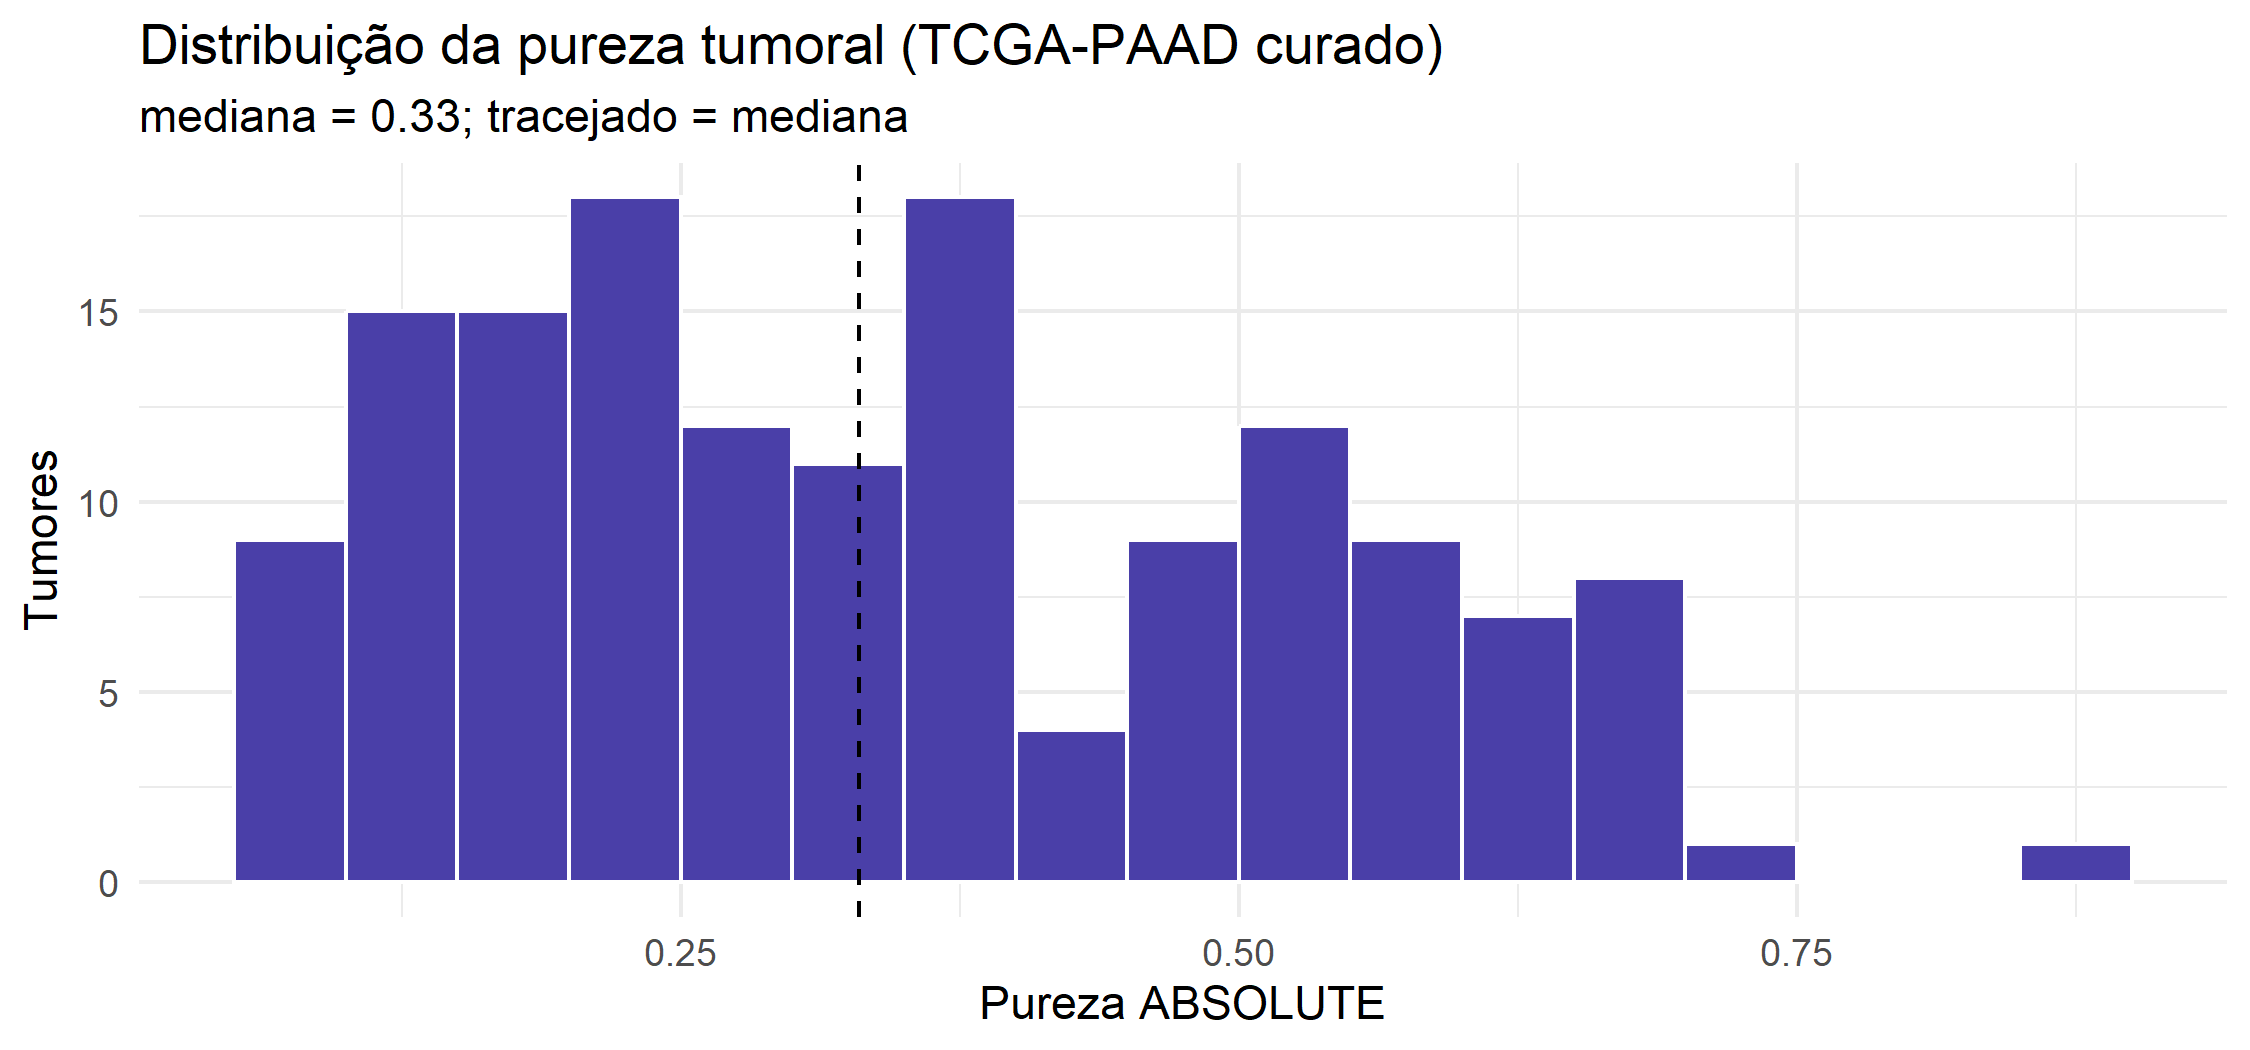 Distribuição da pureza tumoral (TCGA-PAAD curado)
mediana = 0.33; tracejado = mediana
Tumores
15
10
5
0
0.25
0.50
0.75
Pureza ABSOLUTE